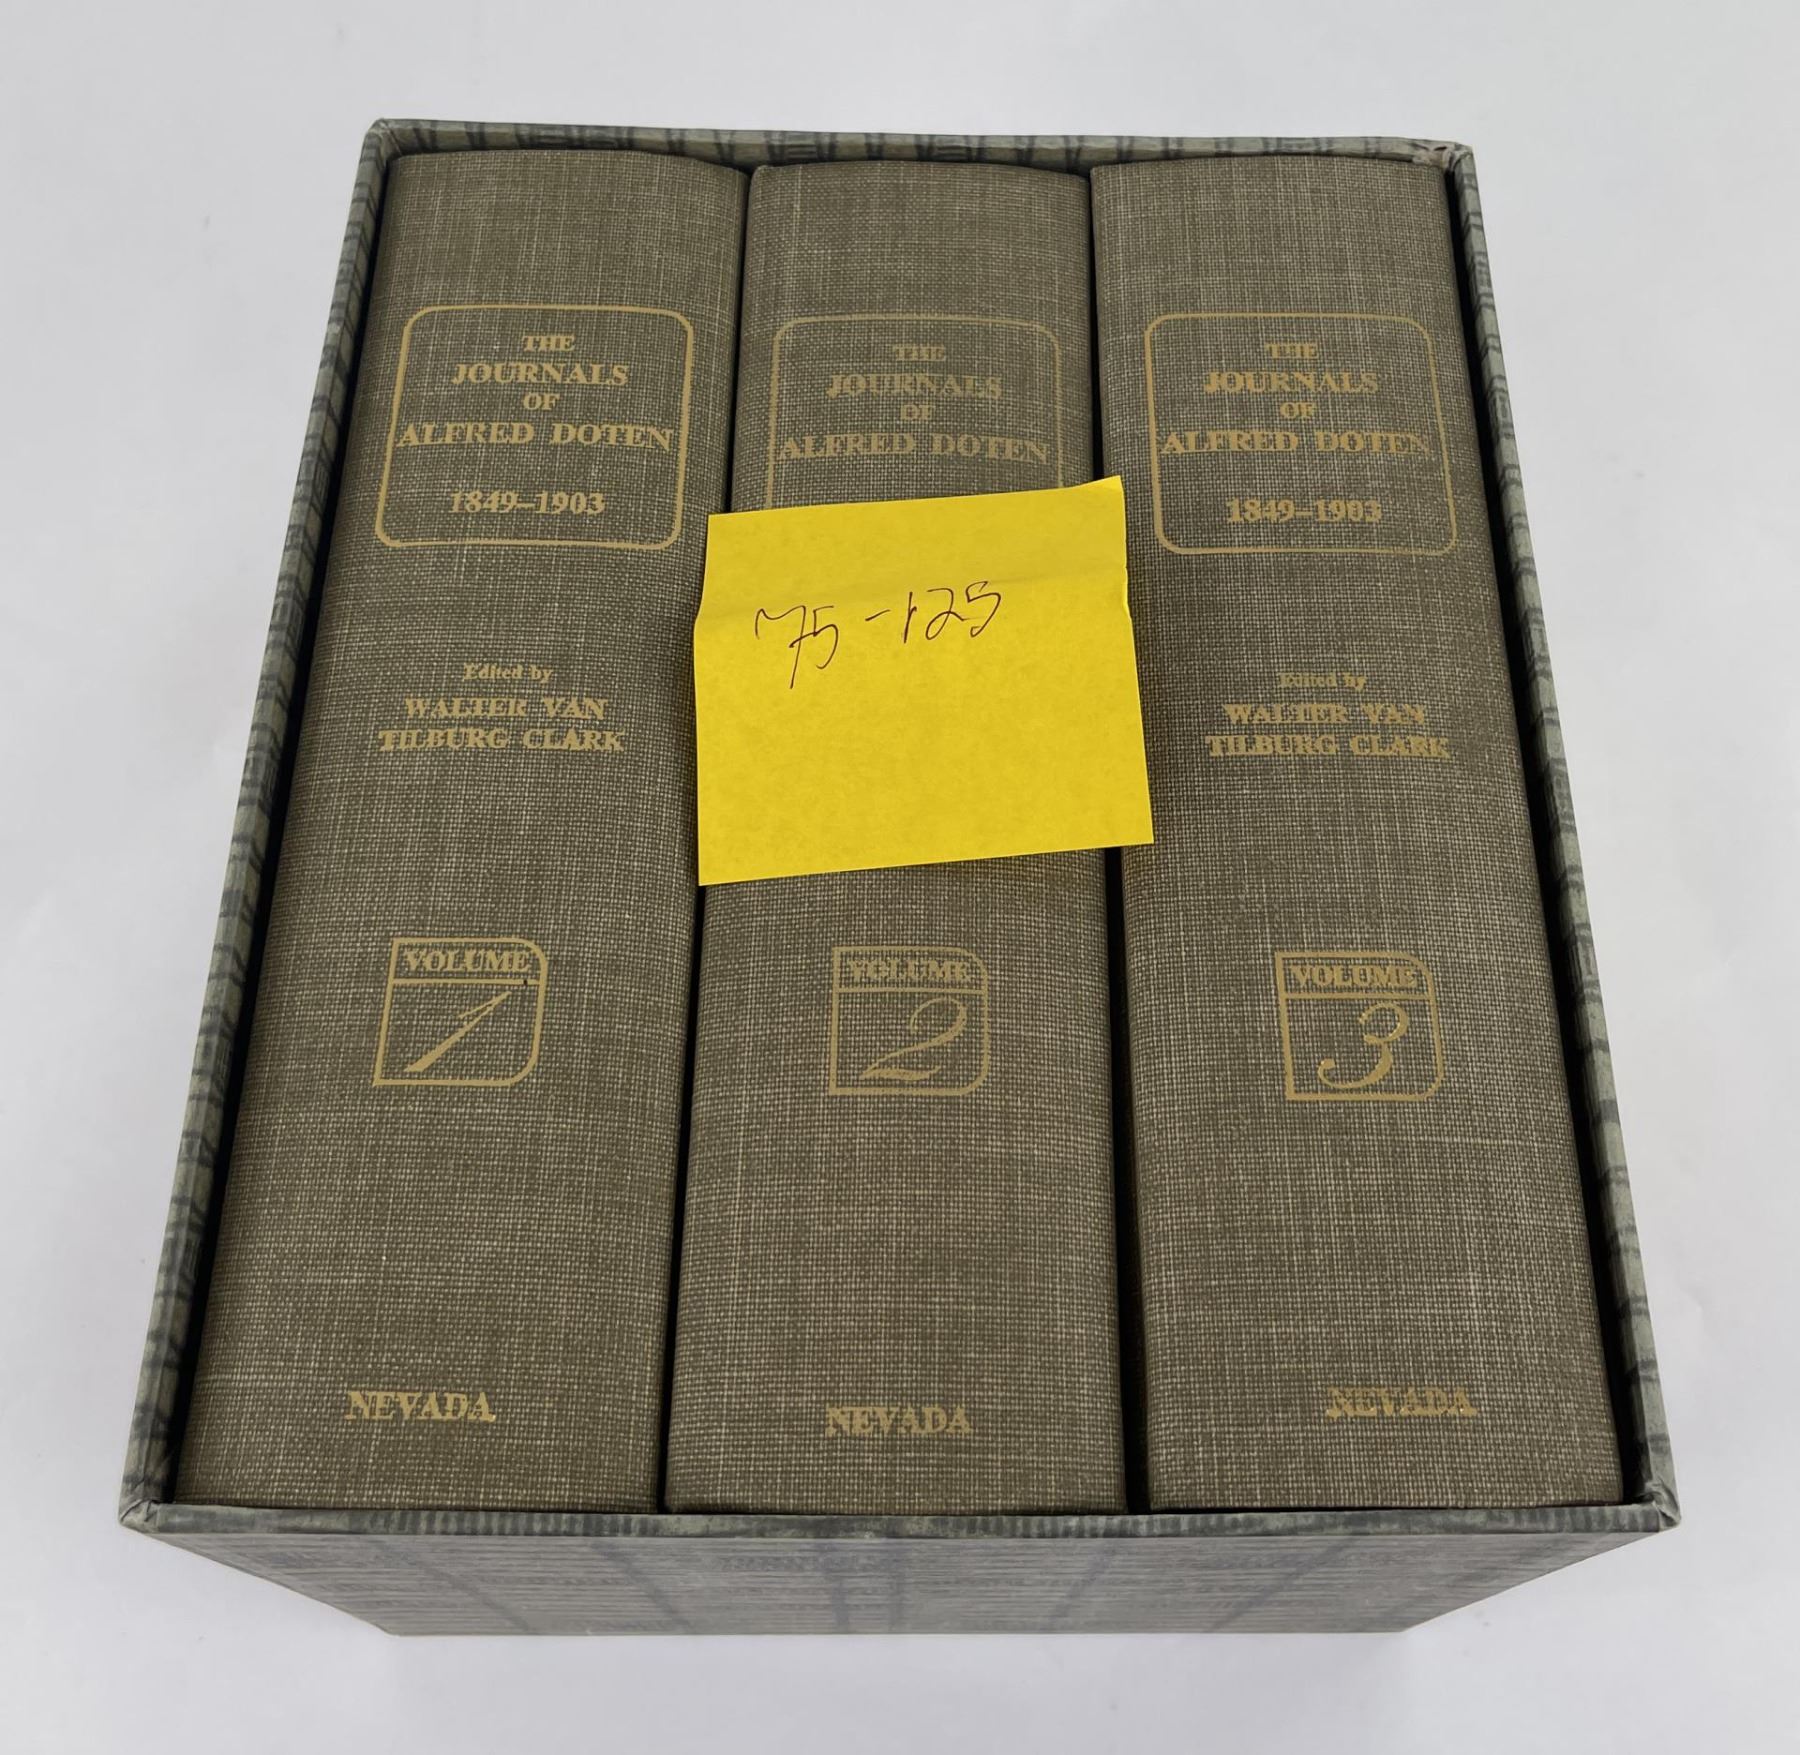 THE
JOURNALS
OF
ALFRED DOTEN
1849–1903
Edited by
WALTER VAN
TILBURG CLARK
VOLUME
1
NEVADA
THE
JOURNALS
OF
ALFRED DOTEN
75-125
VOLUME
2
NEVADA
THE
JOURNALS
OF
ALFRED DOTEN
1849–1903
Edited by
WALTER VAN
TILBURG CLARK
VOLUME
3
NEVADA